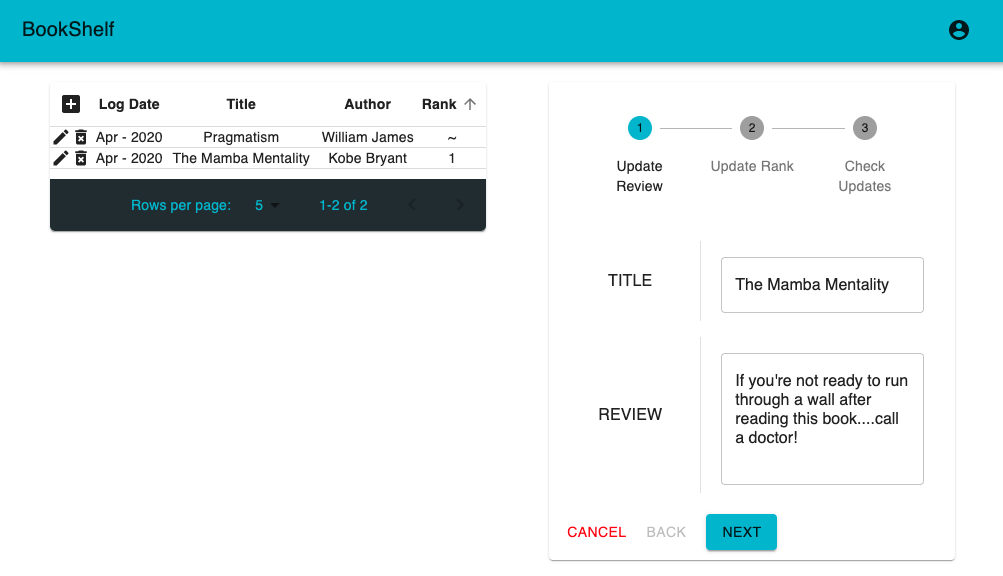 BookShelf
Log Date Title Author Rank
Apr - 2020 Pragmatism William James ~
Apr - 2020 The Mamba Mentality Kobe Bryant 1
Rows per page: 5 1-2 of 2
1 2 3
Update Review
Update Rank
Check Updates
TITLE
The Mamba Mentality
REVIEW
If you're not ready to run
through a wall after
reading this book....call
a doctor!
CANCEL BACK NEXT